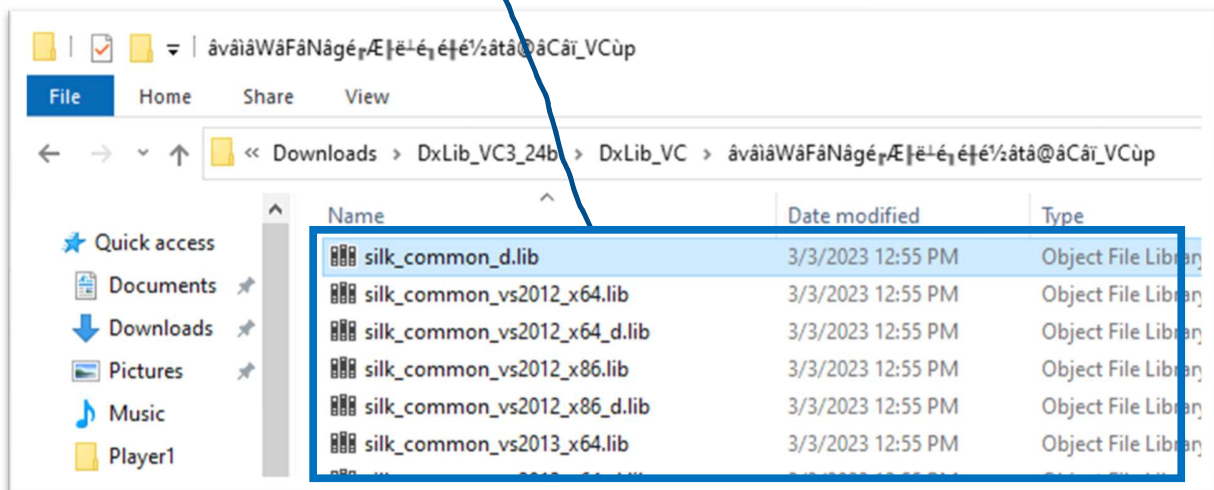 âvâìâWâFâNâgé╓Æ╟ë┴é╖é╫é½âtâ@âCâï_VCùp
File Home Share View
« Downloads > DxLib_VC3_24b > DxLib_VC > âvâìâWâFâNâgé╓Æ╟ë┴é╖é╫é½âtâ@âCâï_VCùp
Name Date modified Type
Quick access
silk_common_d.lib 3/3/2023 12:55 PM Object File Library
Documents silk_common_vs2012_x64.lib 3/3/2023 12:55 PM Object File Library
Downloads silk_common_vs2012_x64_d.lib 3/3/2023 12:55 PM Object File Library
Pictures silk_common_vs2012_x86.lib 3/3/2023 12:55 PM Object File Library
Music silk_common_vs2012_x86_d.lib 3/3/2023 12:55 PM Object File Library
Player1 silk_common_vs2013_x64.lib 3/3/2023 12:55 PM Object File Library